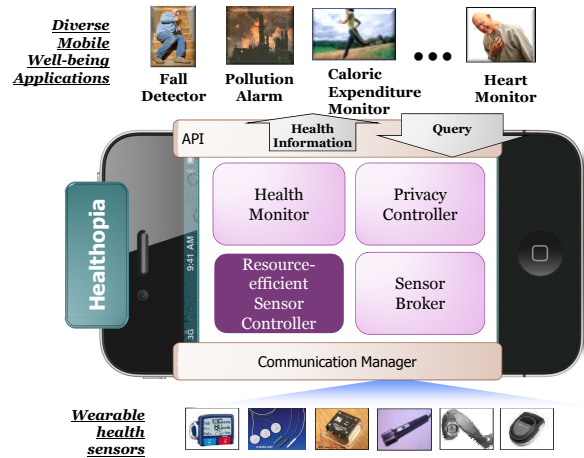 Diverse
Mobile
Well-being
Applications
Fall
Detector
Pollution
Alarm
Caloric
Expenditure
Monitor
Heart
Monitor
API
Health
Information
Query
Healthopia
9:41 AM
3G
Health
Monitor
Privacy
Controller
Resource-
efficient
Sensor
Controller
Sensor
Broker
Communication Manager
Wearable
health
sensors